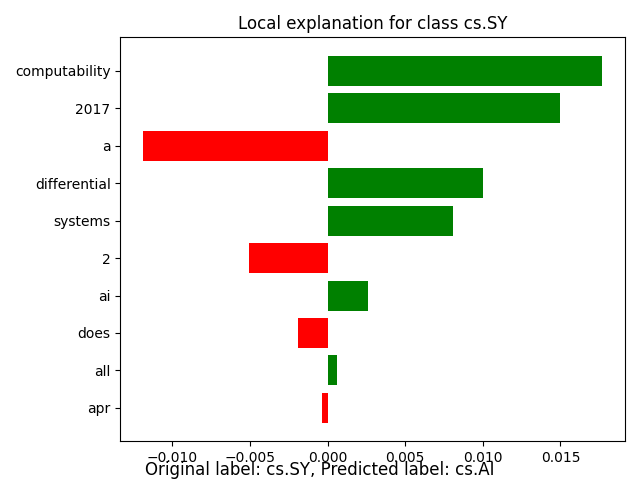 Local explanation for class cs.SY
computability
2017
a
differential
systems
2
ai
does
all
apr
−0.010 −0.005 0.000 0.005 0.010 0.015
Original label: cs.SY, Predicted label: cs.AI